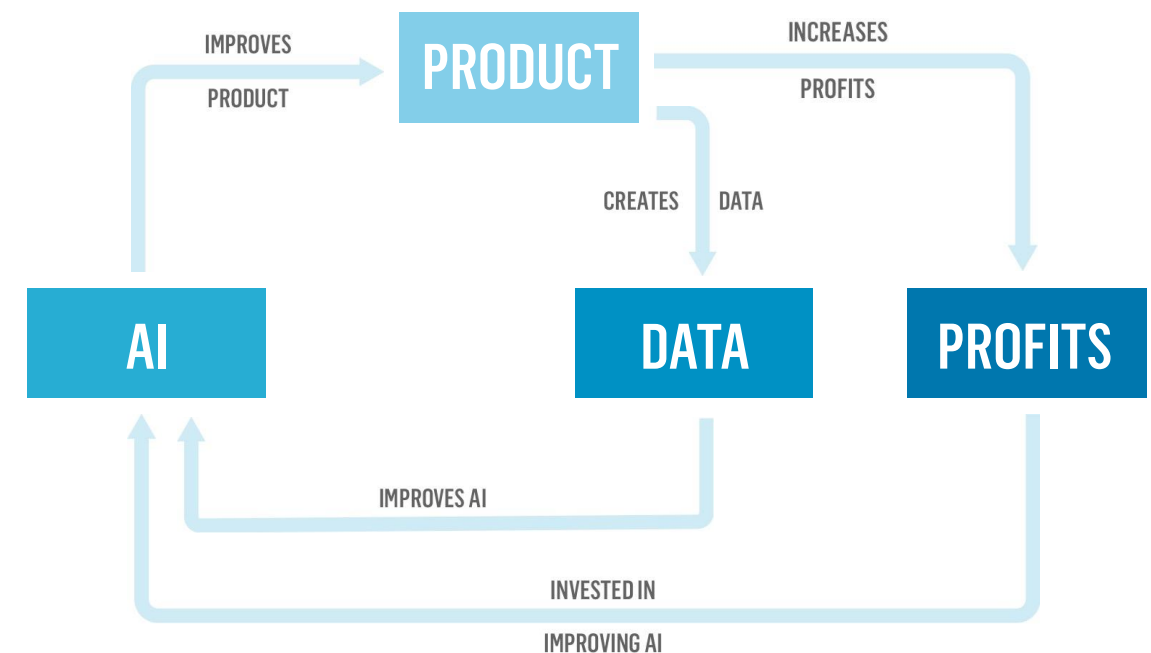 IMPROVES
PRODUCT
PRODUCT
INCREASES
PROFITS
CREATES DATA
AI
DATA
PROFITS
IMPROVES AI
INVESTED IN
IMPROVING AI